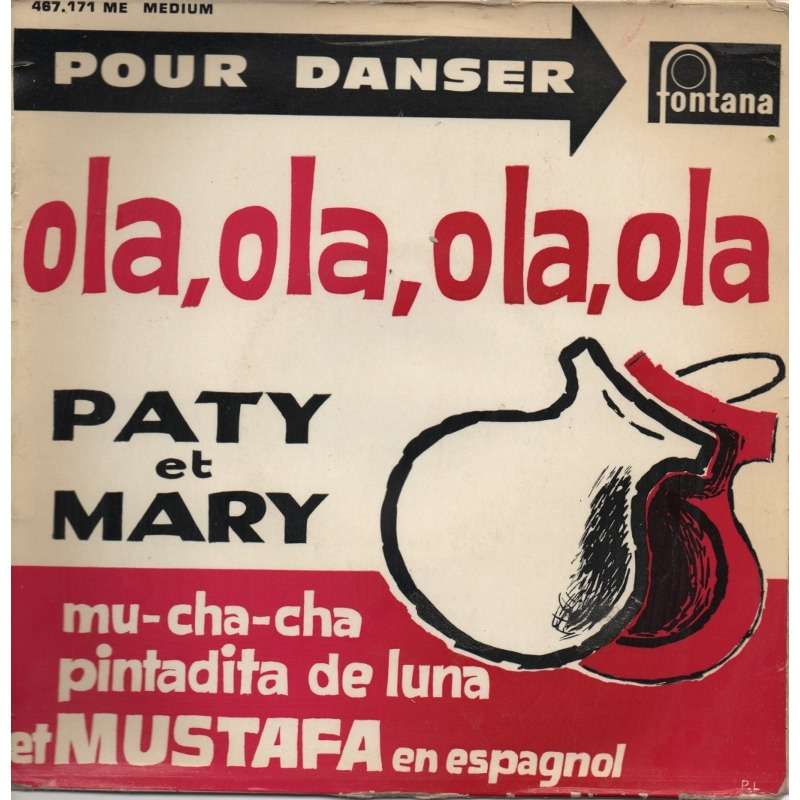 467.171 ME MEDIUM
POUR DANSER
fontana
ola, ola, ola, ola
PATY
et
MARY
mu-cha-cha
pintadita de luna
et MUSTAFA en espagnol
P.L